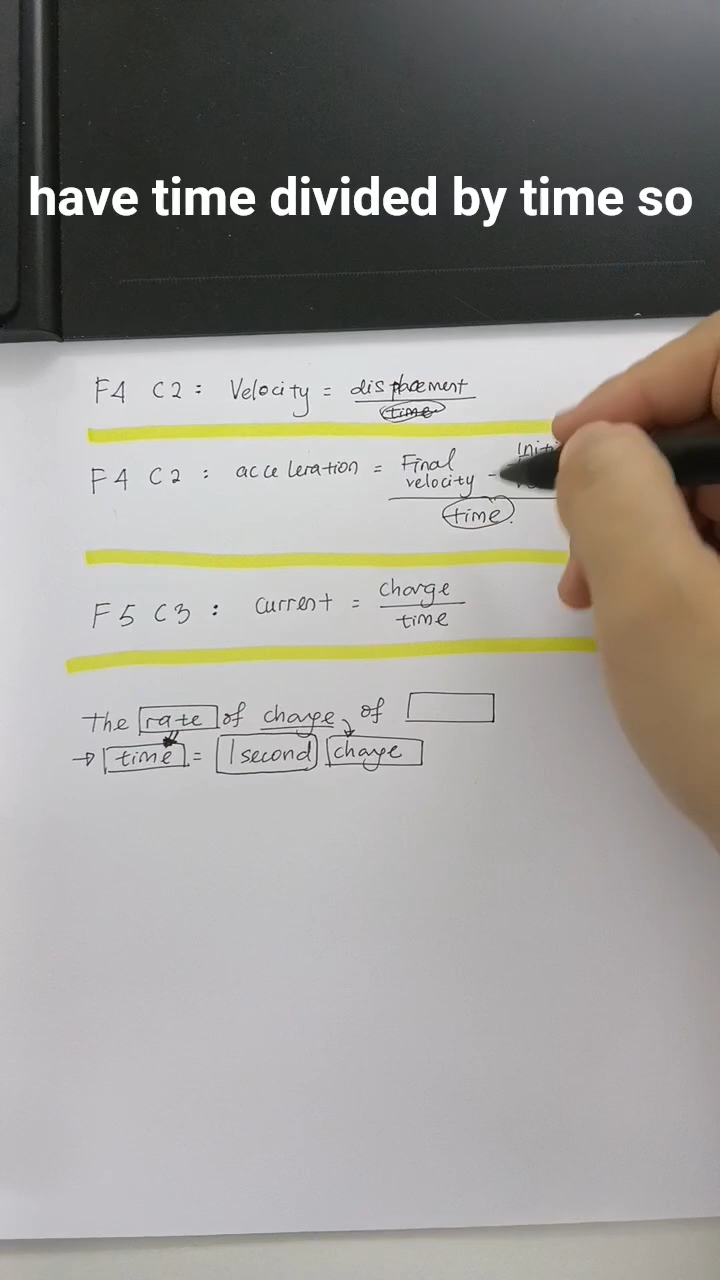 have time divided by time so
F4 C2: Velocity = displacement
time
F4 C2: acceleration = Final velocity -
time.
F5 C3: current = charge
time
The rate of change of
→ time = 1 second change